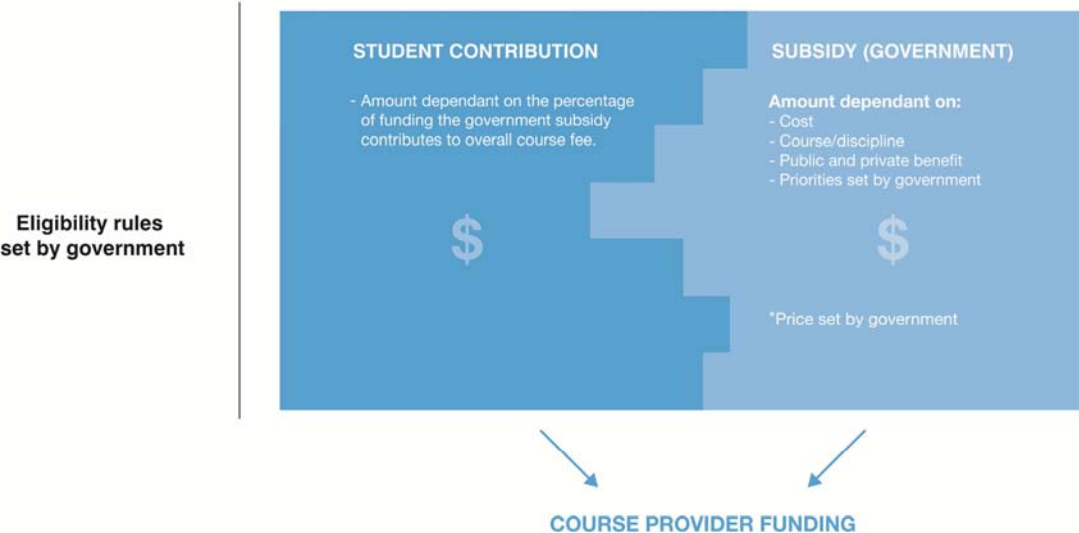 Eligibility rules
set by government
STUDENT CONTRIBUTION
- Amount dependant on the percentage
of funding the government subsidy
contributes to overall course fee.
$
SUBSIDY (GOVERNMENT)
Amount dependant on:
- Cost
- Course/discipline
- Public and private benefit
- Priorities set by government
$
*Price set by government
COURSE PROVIDER FUNDING